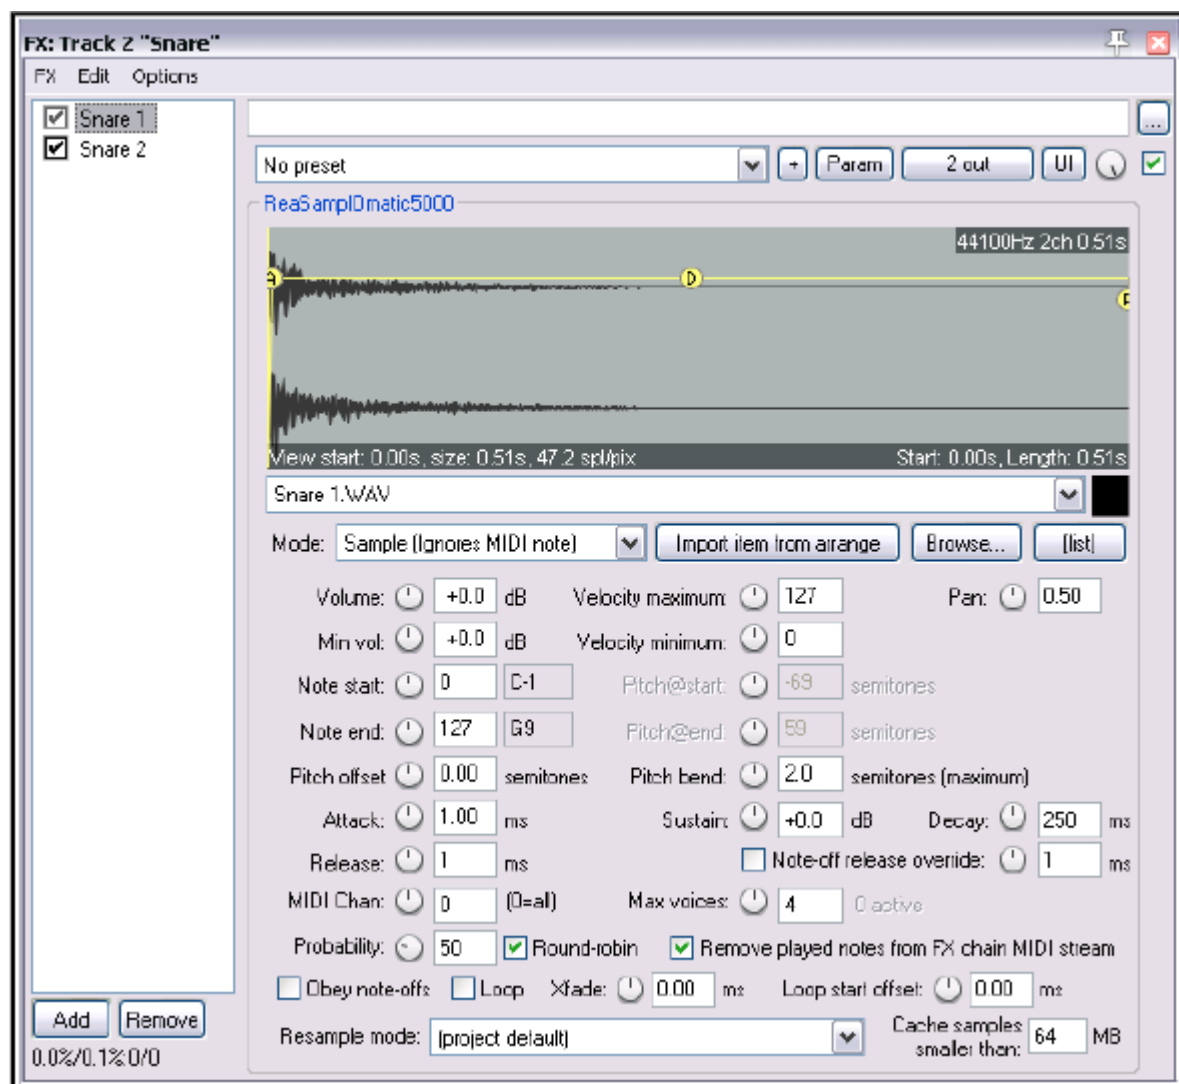 FX: Track 2 "Snare"
FX Edit Options
Snare 1
Snare 2
...
No preset
+ Param 2 out UI
ReaSamplOmatic5000
44100Hz 2ch 0.51s
A
D
View start: 0.00s, size: 0.51s, 47.2 spl/pix
Start: 0.00s, Length: 0.51s
Snare 1.WAV
Mode: Sample (Ignores MIDI note) Import item from arrange Browse... [list]
Volume: +0.0 dB Velocity maximum: 127 Pan: 0.50
Min vol: +0.0 dB Velocity minimum: 0
Note start: 0 C-1 Pitch@start: -69 semitones
Note end: 127 G9 Pitch@end: 59 semitones
Pitch offset 0.00 semitones Pitch bend: 2.0 semitones (maximum)
Attack: 1.00 ms Sustain: +0.0 dB Decay: 250 ms
Release: 1 ms Note-off release override: 1 ms
MIDI Chan: 0 (0=all) Max voices: 4 0 active
Probability: 50 Round-robin Remove played notes from FX chain MIDI stream
Obey note-offs Loop Xfade: 0.00 ms Loop start offset: 0.00 ms
Resample mode: (project default) Cache samples smaller than: 64 MB
Add Remove
0.0%/0.1% 0/0